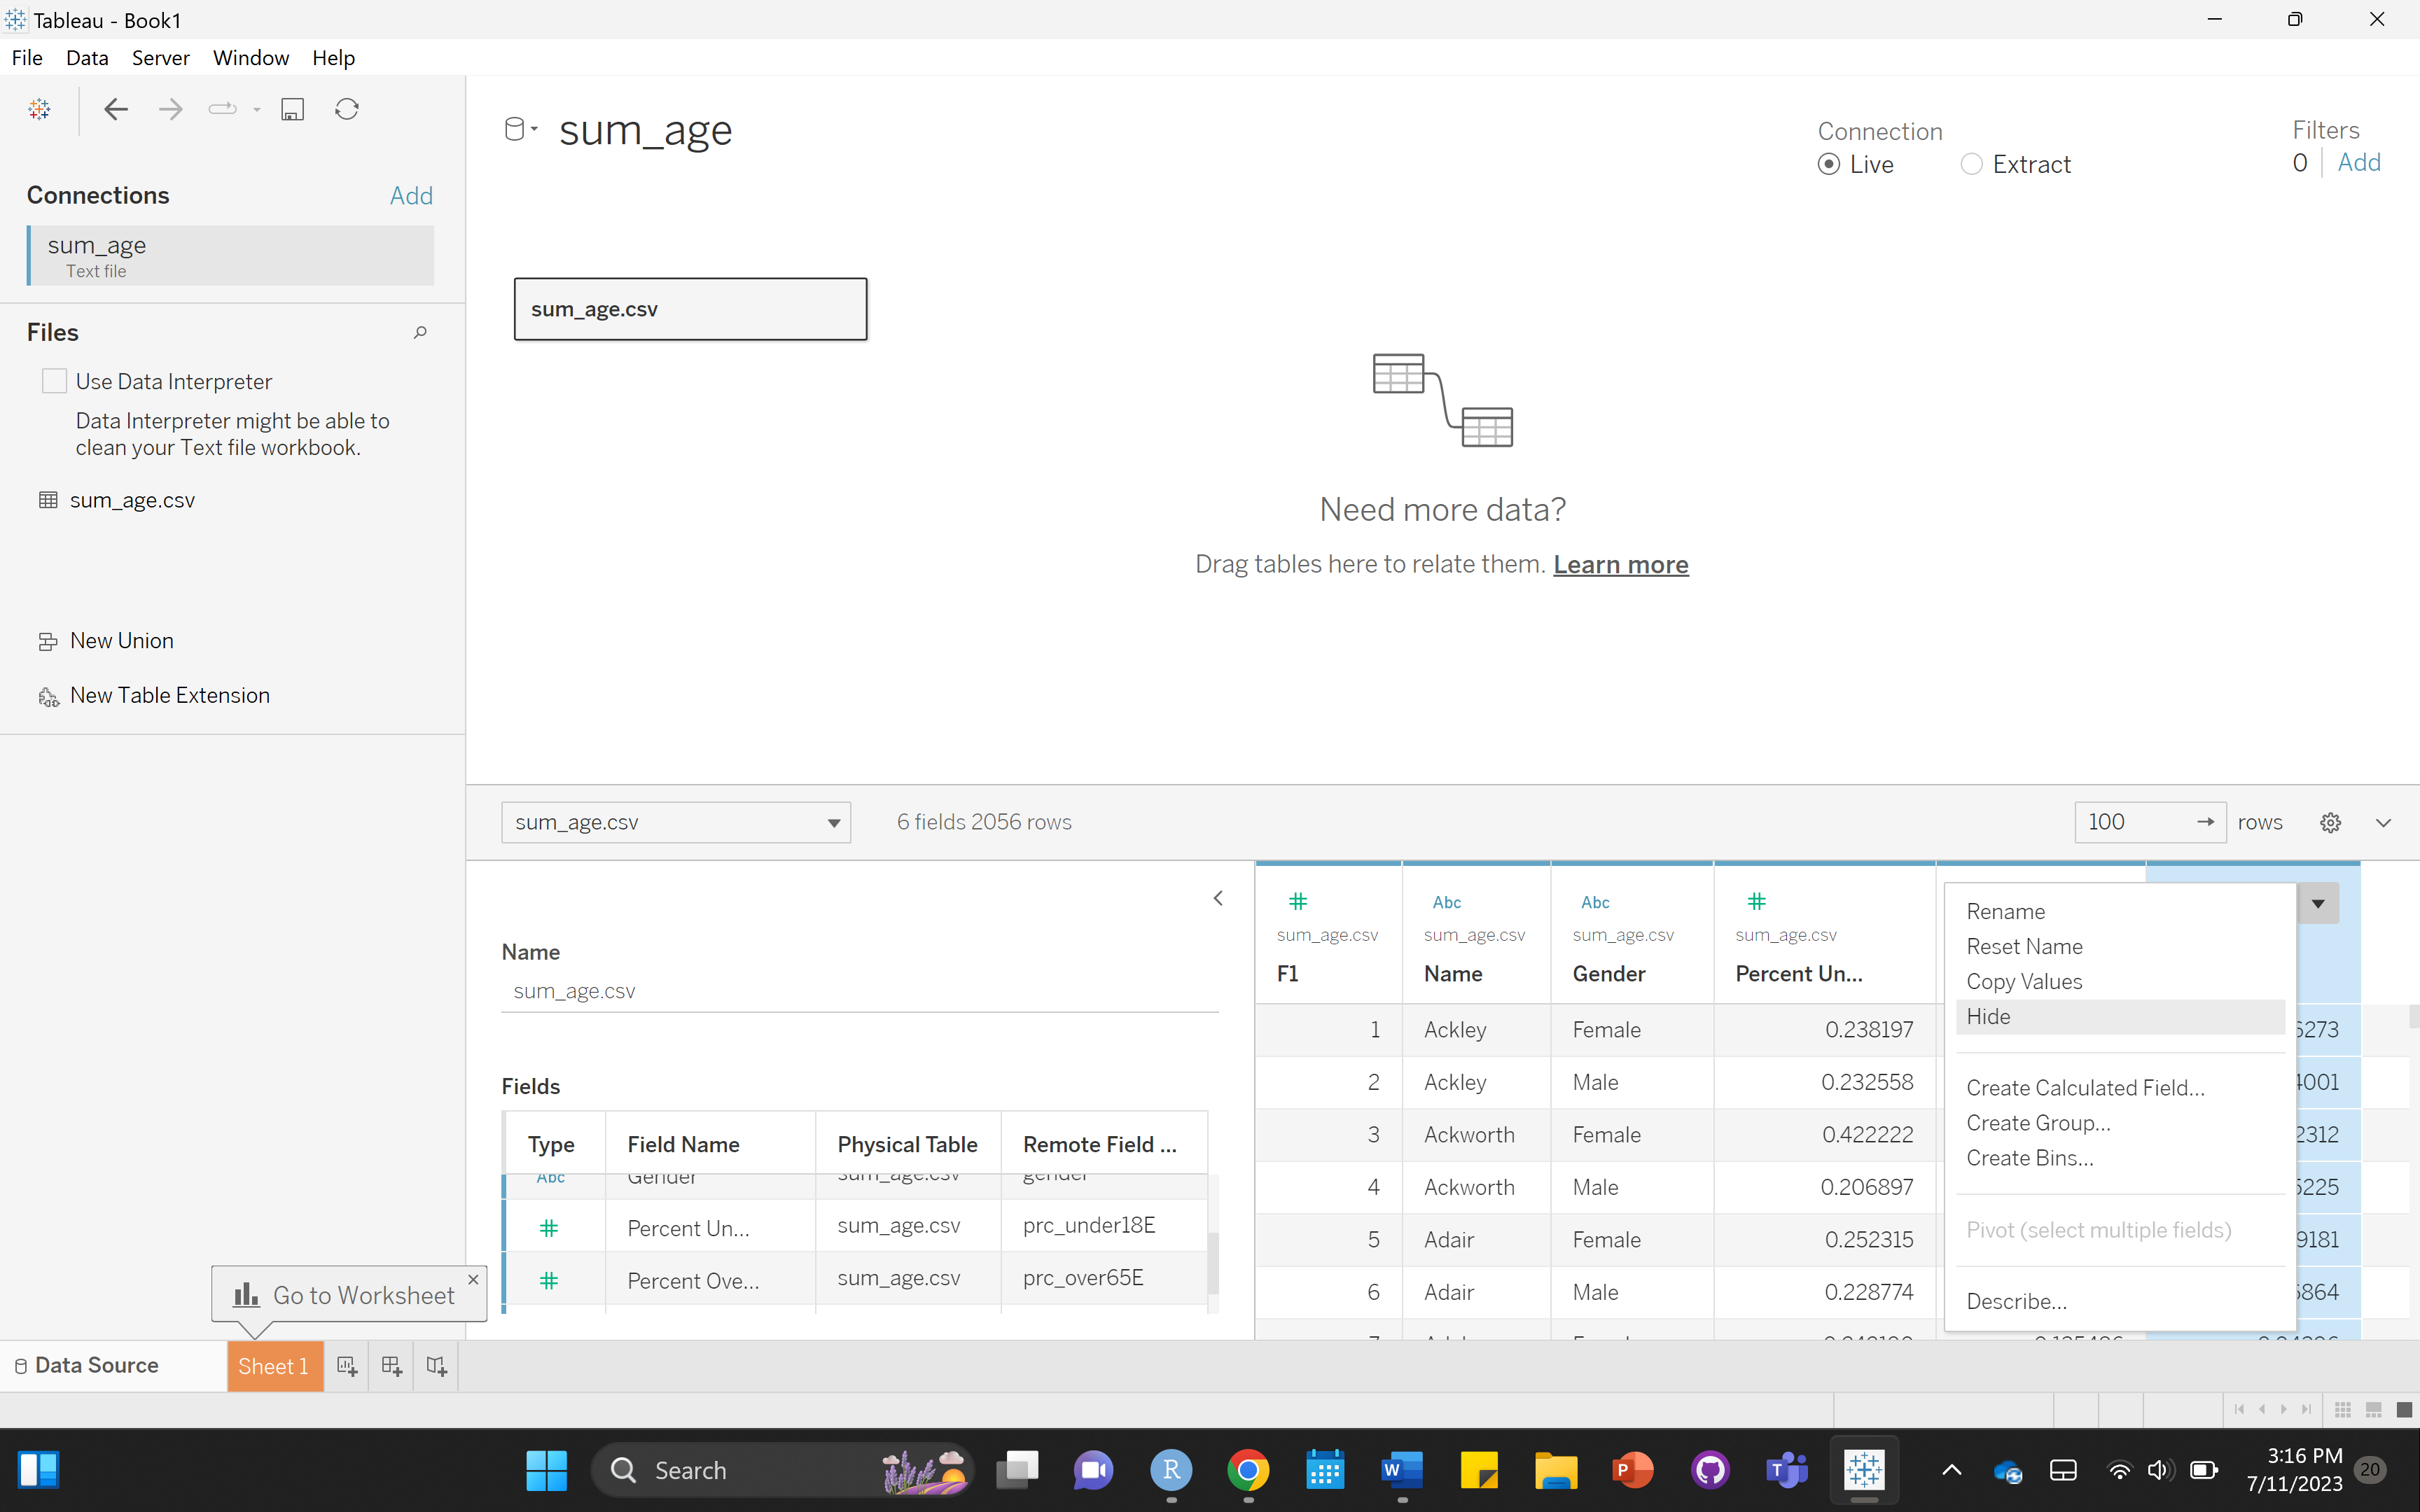 Tableau - Book1
File Data Server Window Help
Connections Add
sum_age
Text file
Files
Use Data Interpreter
Data Interpreter might be able to
clean your Text file workbook.
sum_age.csv
New Union
New Table Extension
sum_age
Connection
Live Extract
Filters
0 Add
sum_age.csv
Need more data?
Drag tables here to relate them. Learn more
sum_age.csv 6 fields 2056 rows 100 rows
Name
sum_age.csv
Fields
Type Field Name Physical Table Remote Field ...
Abc Gender sum_age.csv gender
# Percent Un... sum_age.csv prc_under18E
# Percent Ove... sum_age.csv prc_over65E
# Abc Abc #
sum_age.csv sum_age.csv sum_age.csv sum_age.csv
F1 Name Gender Percent Un...
1 Ackley Female 0.238197
2 Ackley Male 0.232558
3 Ackworth Female 0.422222
4 Ackworth Male 0.206897
5 Adair Female 0.252315
6 Adair Male 0.228774
Rename
Reset Name
Copy Values
Hide
Create Calculated Field...
Create Group...
Create Bins...
Pivot (select multiple fields)
Describe...
Go to Worksheet
Data Source Sheet 1
Search
3:16 PM
7/11/2023
20